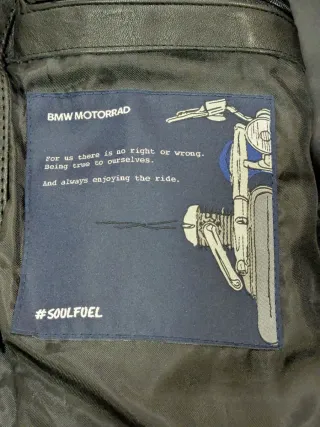 BMW MOTORRAD
For us there is no right or wrong.
Being true to ourselves.
And always enjoying the ride.
#SOULFUEL